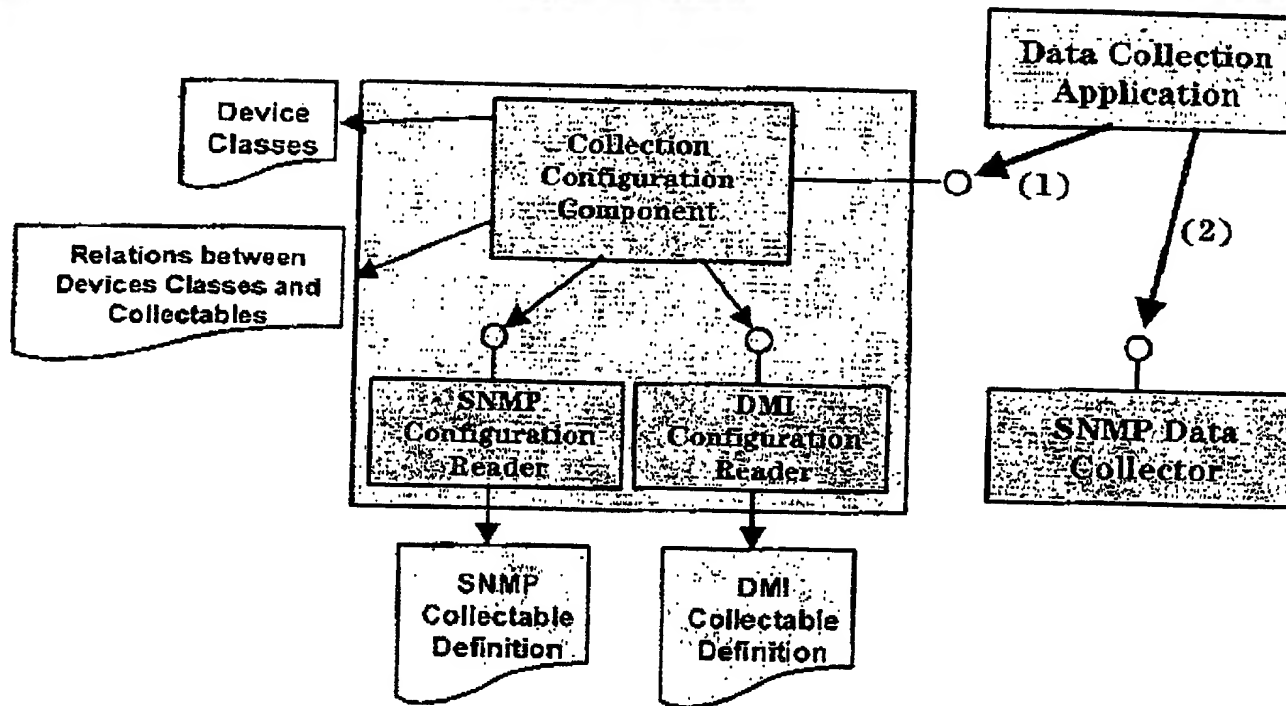 Data Collection
Application
Device
Classes
Collection
Configuration
Component
(1)
(2)
Relations between
Devices Classes and
Collectables
SNMP
Configuration
Reader
DMI
Configuration
Reader
SNMP Data
Collector
SNMP
Collectable
Definition
DMI
Collectable
Definition